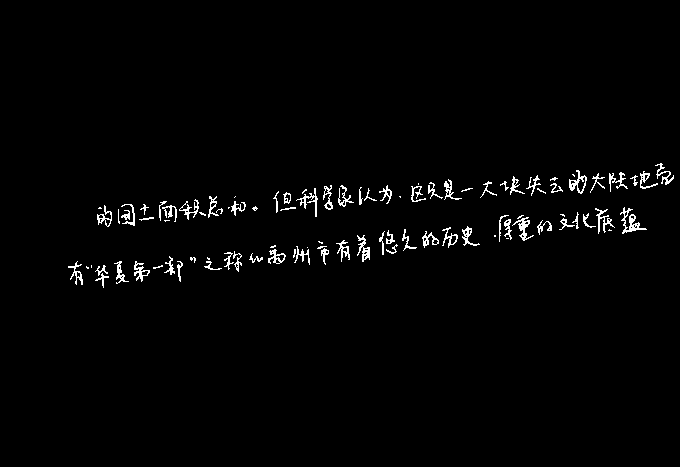 的国土面积总和。但科学家认为，这只是一大块失去的大陆地壳
有“华夏第一都”之称的禹州市有着悠久的历史，厚重的文化底蕴